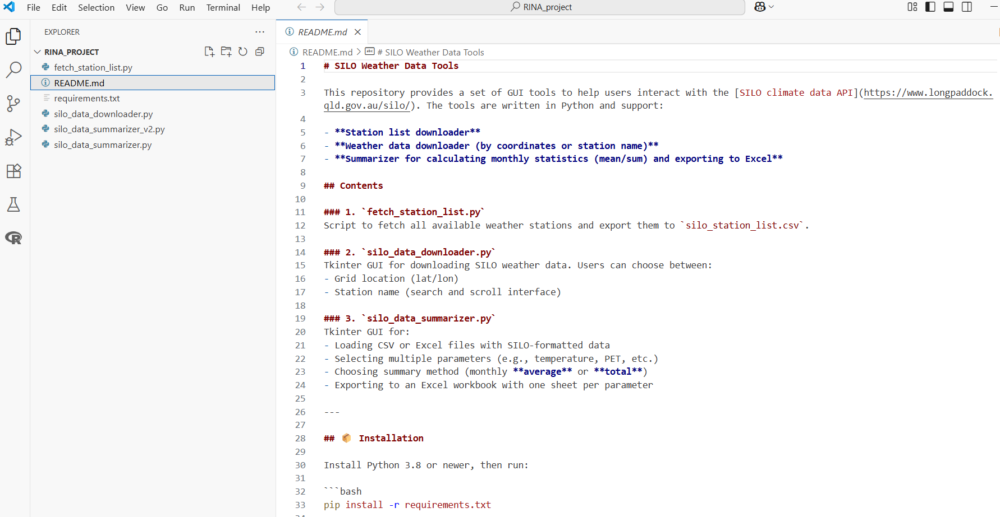 File Edit Selection View Go Run Terminal Help
RINA_project
EXPLORER
RINA_PROJECT
fetch_station_list.py
README.md
requirements.txt
silo_data_downloader.py
silo_data_summarizer_v2.py
silo_data_summarizer.py
README.md
README.md > # SILO Weather Data Tools
1 # SILO Weather Data Tools
2
3 This repository provides a set of GUI tools to help users interact with the [SILO climate data API](https://www.longpaddock.
qld.gov.au/silo/). The tools are written in Python and support:
4
5 - **Station list downloader**
6 - **Weather data downloader (by coordinates or station name)**
7 - **Summarizer for calculating monthly statistics (mean/sum) and exporting to Excel**
8
9 ## Contents
10
11 ### 1. `fetch_station_list.py`
12 Script to fetch all available weather stations and export them to `silo_station_list.csv`.
13
14 ### 2. `silo_data_downloader.py`
15 Tkinter GUI for downloading SILO weather data. Users can choose between:
16 - Grid location (lat/lon)
17 - Station name (search and scroll interface)
18
19 ### 3. `silo_data_summarizer.py`
20 Tkinter GUI for:
21 - Loading CSV or Excel files with SILO-formatted data
22 - Selecting multiple parameters (e.g., temperature, PET, etc.)
23 - Choosing summary method (monthly **average** or **total**)
24 - Exporting to an Excel workbook with one sheet per parameter
25
26 ---
27
28 ## 📦 Installation
29
30 Install Python 3.8 or newer, then run:
31
32 ```bash
33 pip install -r requirements.txt
34